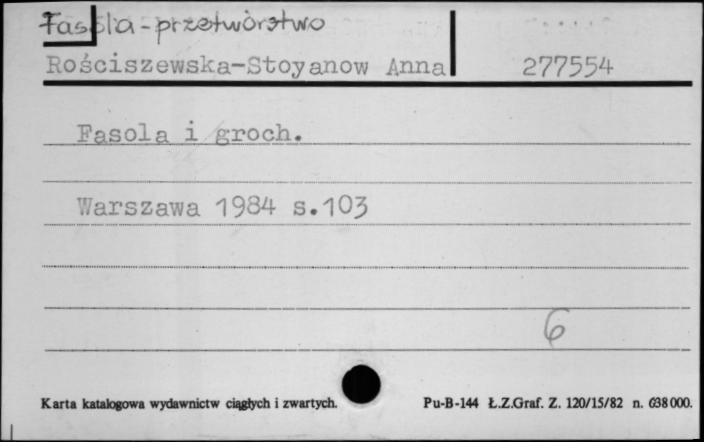 Fasola - przetwórstwo
Rościszewska-Stoyanow Anna 277554
Fasola i groch.
Warszawa 1984 s.103
6
Karta katalogowa wydawnictw ciągłych i zwartych. Pu-B-144 Ł.Z.Graf. Z. 120/15/82 n. 638000.